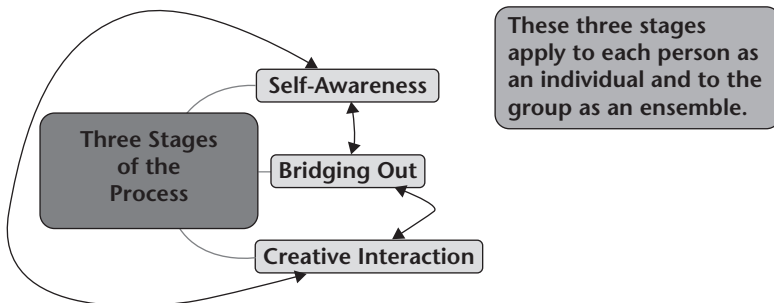 Three Stages
of the
Process
Self-Awareness
Bridging Out
Creative Interaction
These three stages
apply to each person as
an individual and to the
group as an ensemble.